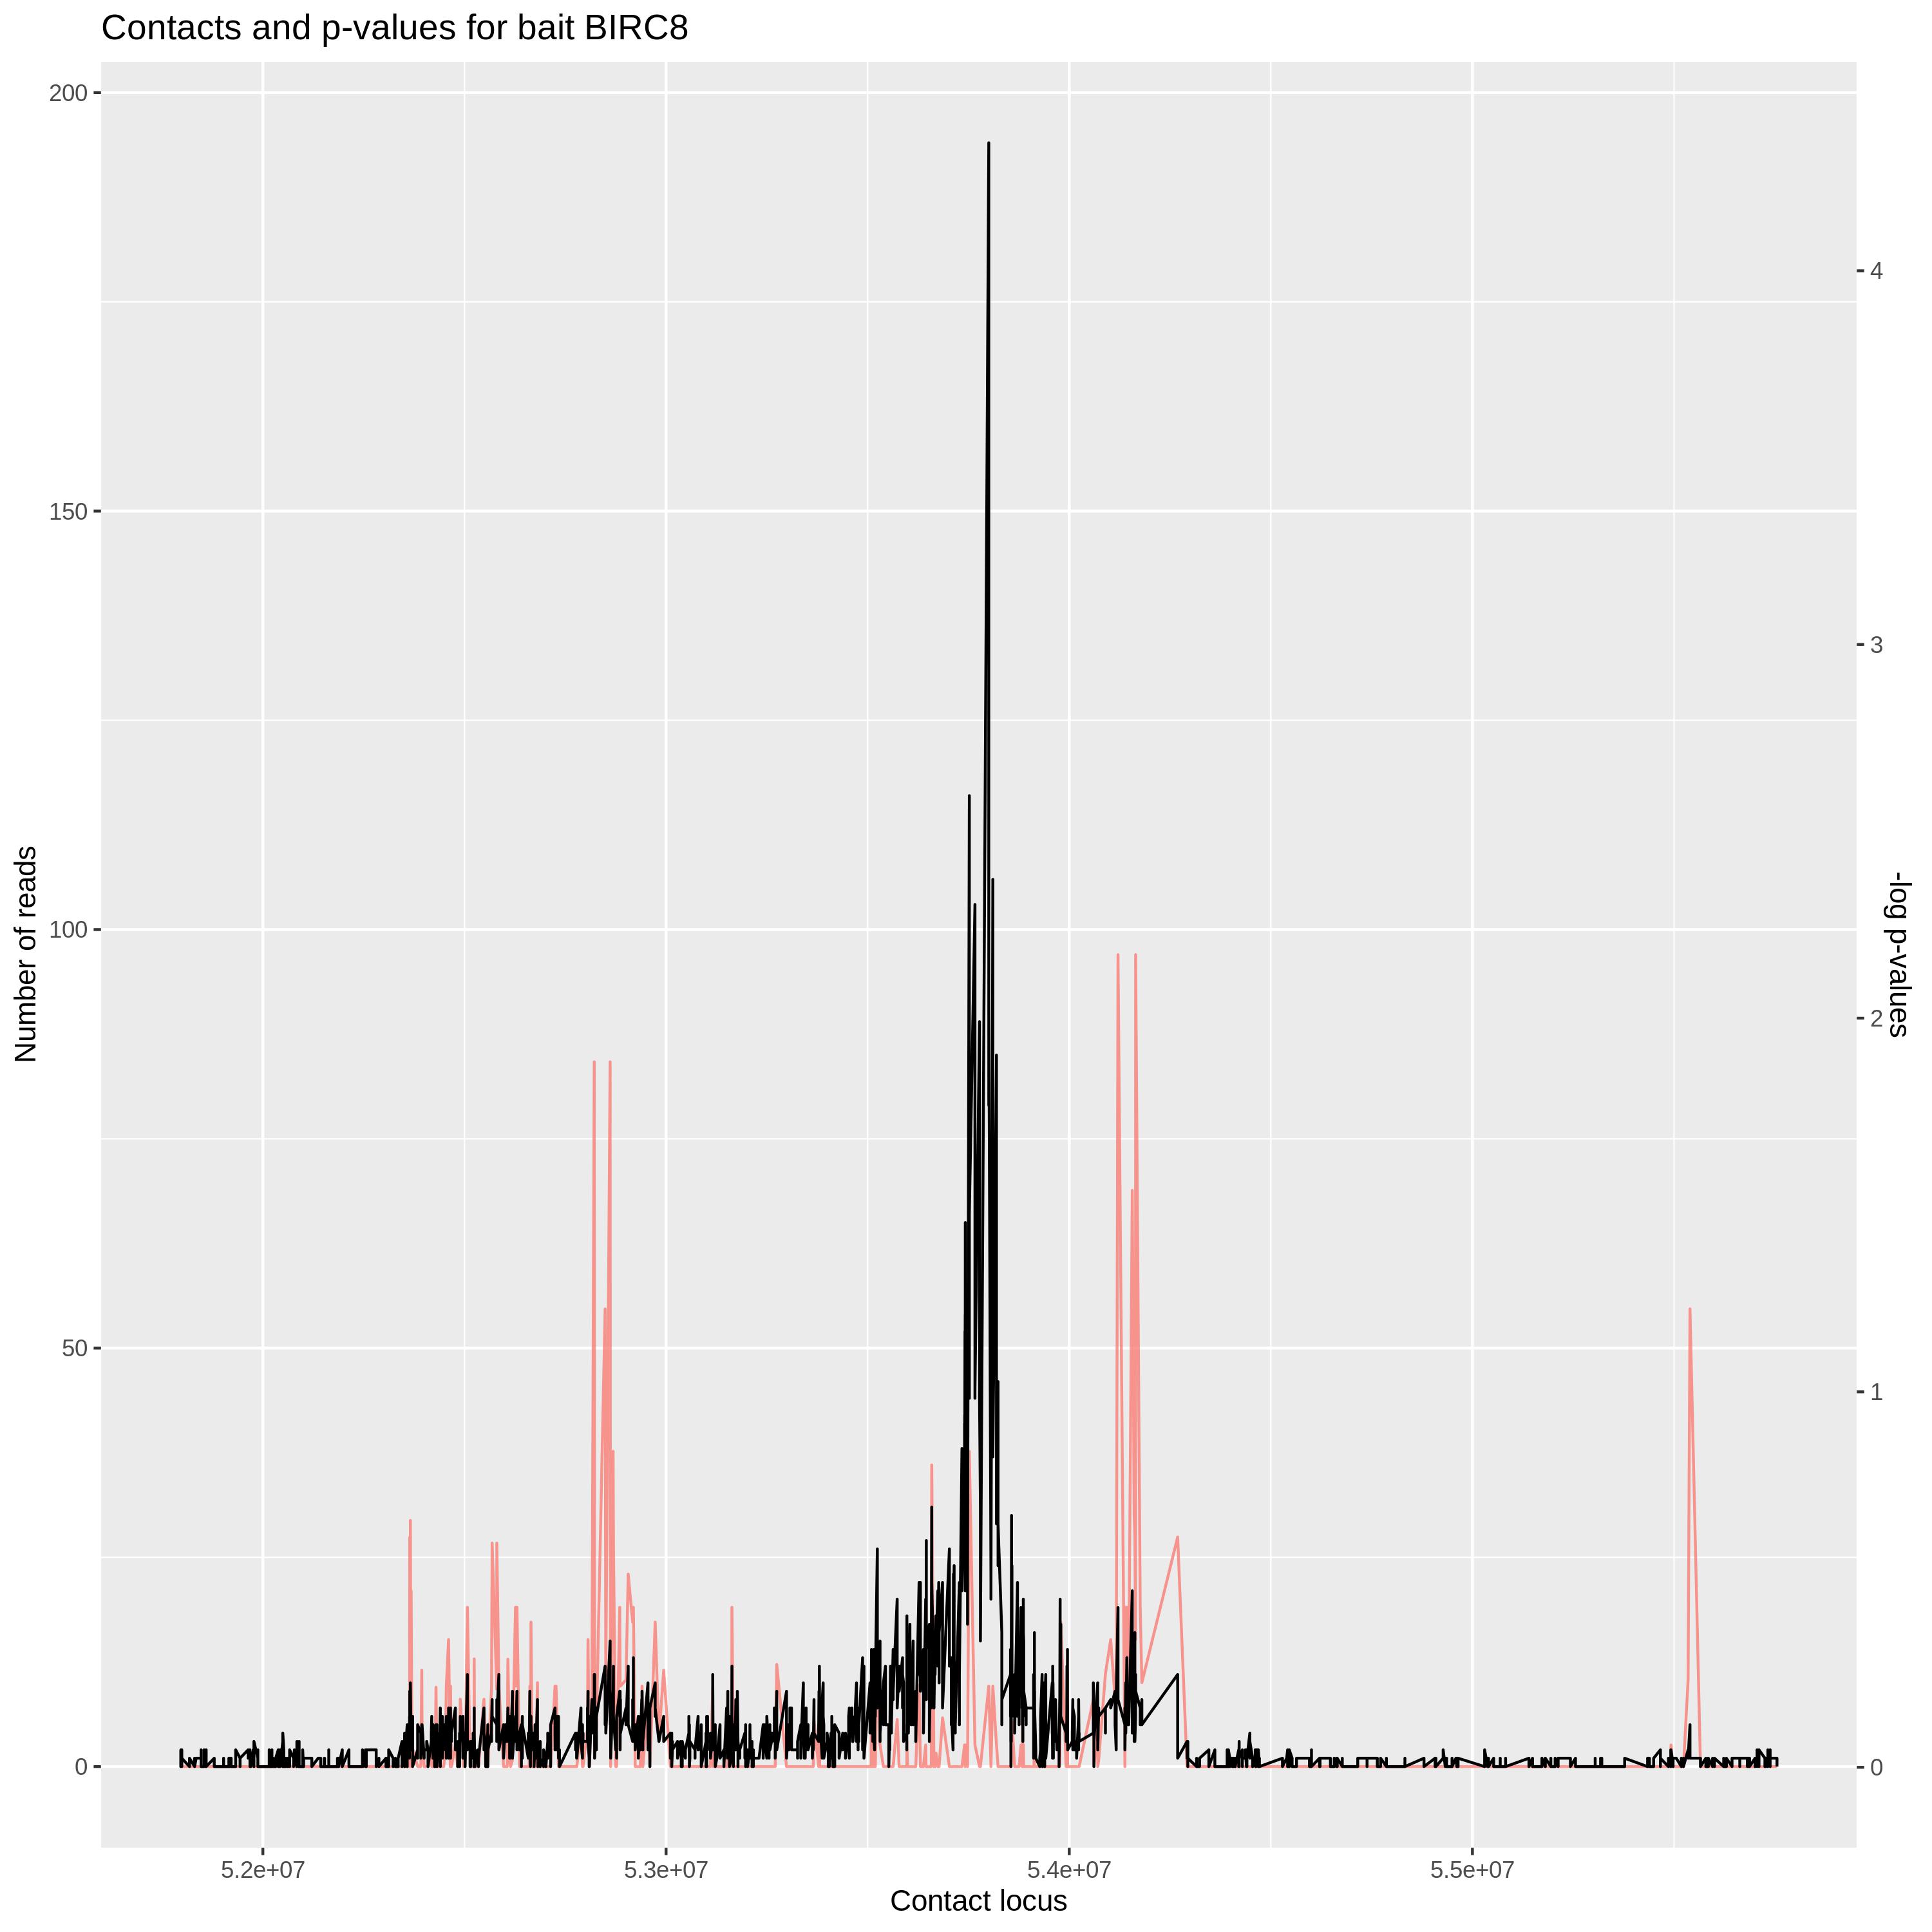 Contacts and p-values for bait BIRC8
200
150
100
50
0
Number of reads
4
3
2
1
0
-log p-values
5.2e+07
5.3e+07
5.4e+07
5.5e+07
Contact locus